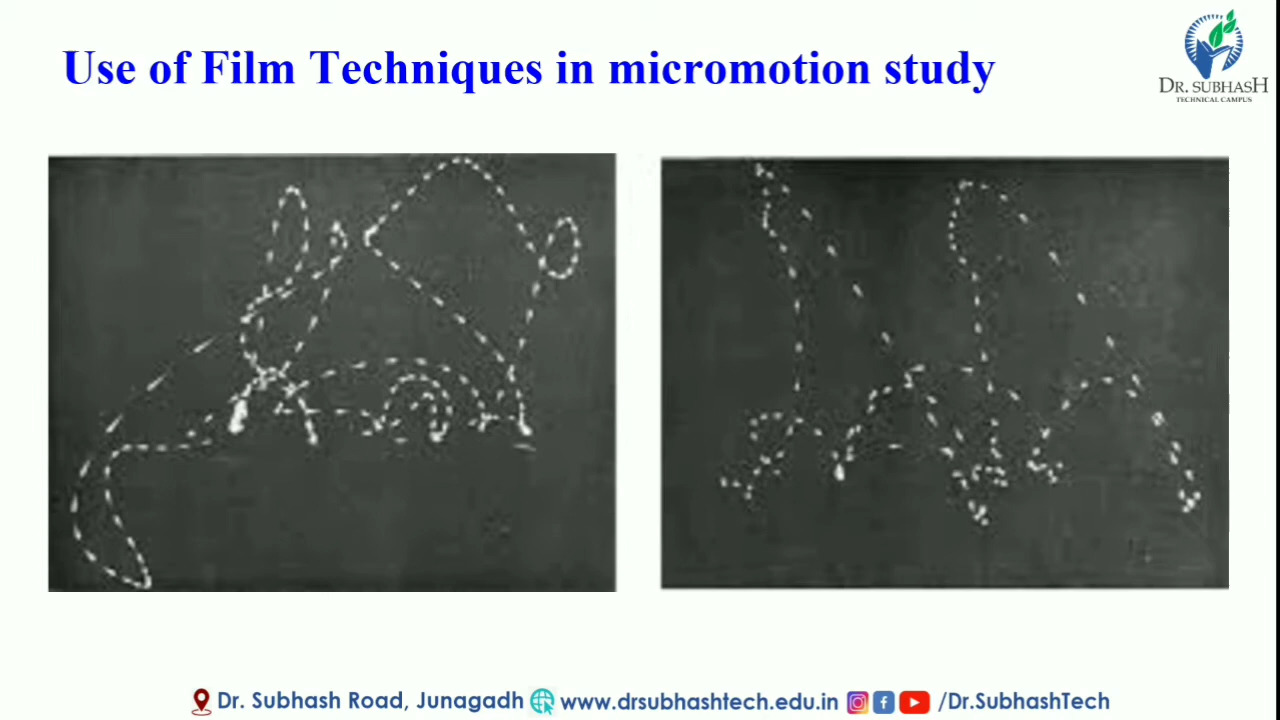 Use of Film Techniques in micromotion study
DR. SUBHASH
TECHNICAL CAMPUS
Dr. Subhash Road, Junagadh www.drsubhashtech.edu.in /Dr.SubhashTech